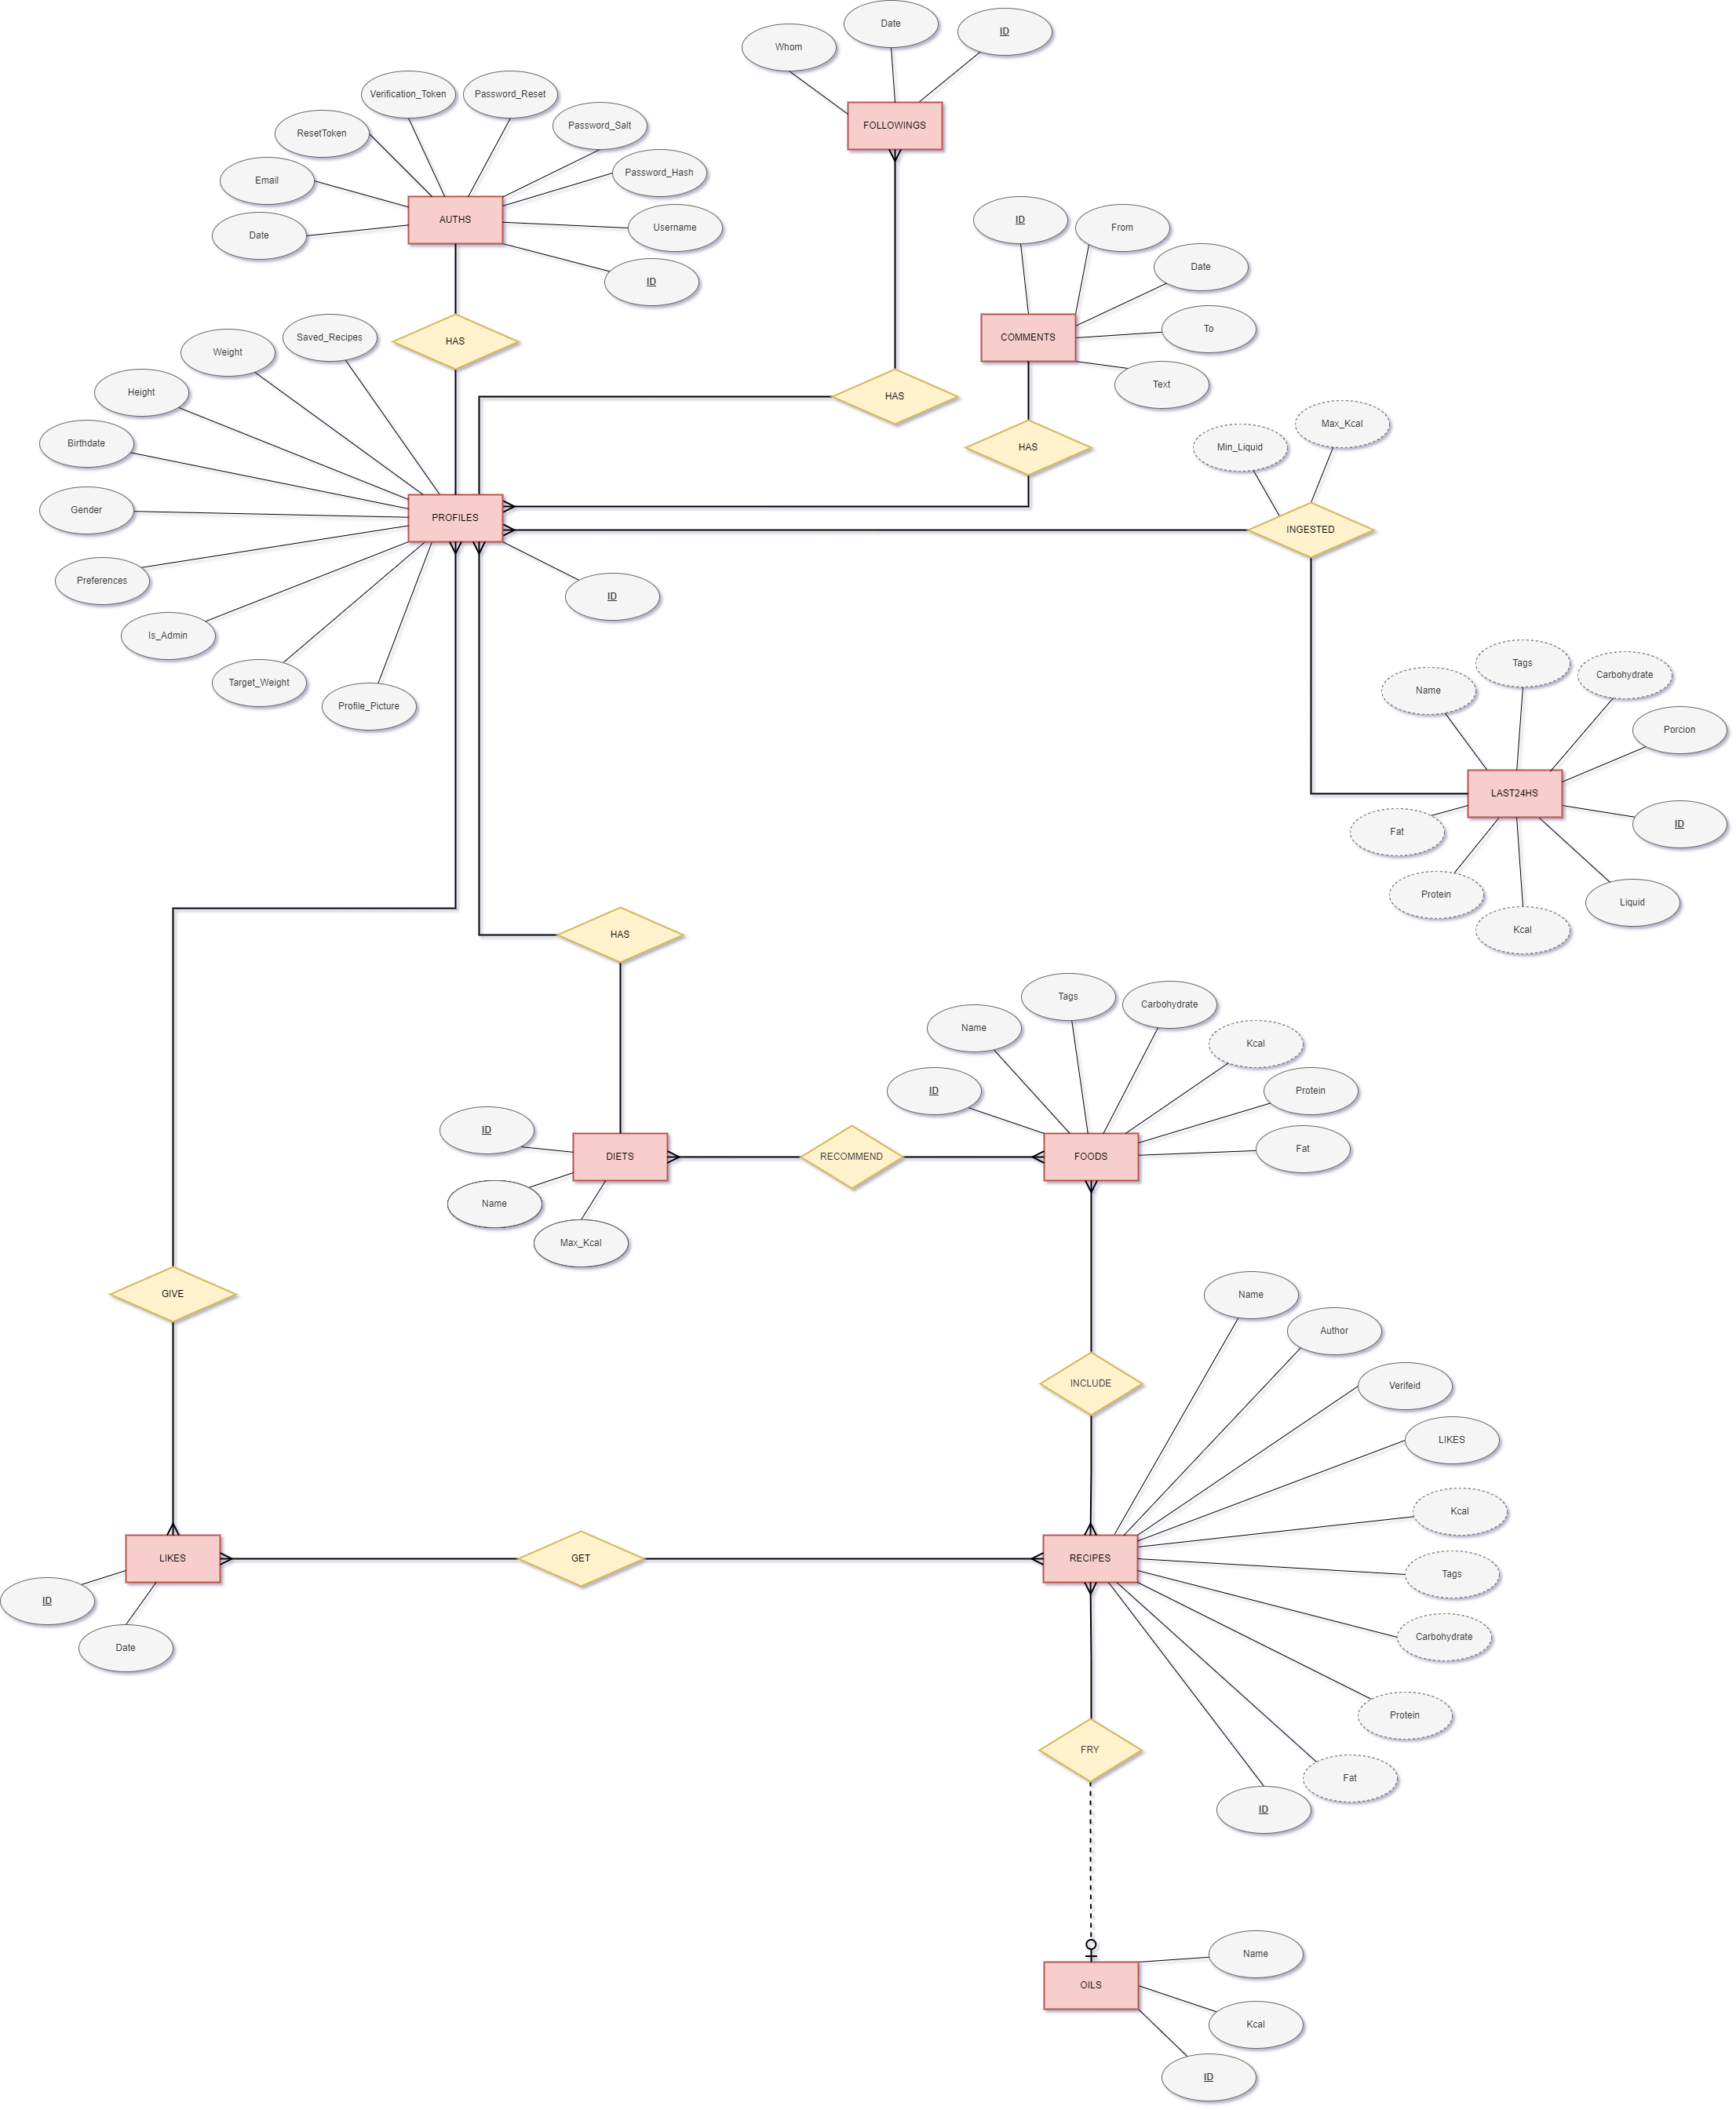 Date
ID
Whom
Verification_Token
Password_Reset
FOLLOWINGS
Password_Salt
ResetToken
Password_Hash
Email
AUTHS
ID
From
Username
Date
Date
ID
To
Saved_Recipes
COMMENTS
HAS
Weight
Text
Height
HAS
Max_Kcal
Birthdate
HAS
Min_Liquid
Gender
PROFILES
INGESTED
Preferences
ID
Is_Admin
Tags
Carbohydrate
Target_Weight
Name
Profile_Picture
Porcion
LAST24HS
ID
Fat
Protein
Liquid
Kcal
HAS
Tags
Carbohydrate
Name
Kcal
ID
Protein
ID
DIETS
RECOMMEND
FOODS
Fat
Name
Max_Kcal
GIVE
Name
Author
INCLUDE
Verifeid
LIKES
Kcal
LIKES
GET
RECIPES
Tags
ID
Date
Carbohydrate
Protein
FRY
Fat
ID
Name
OILS
Kcal
ID